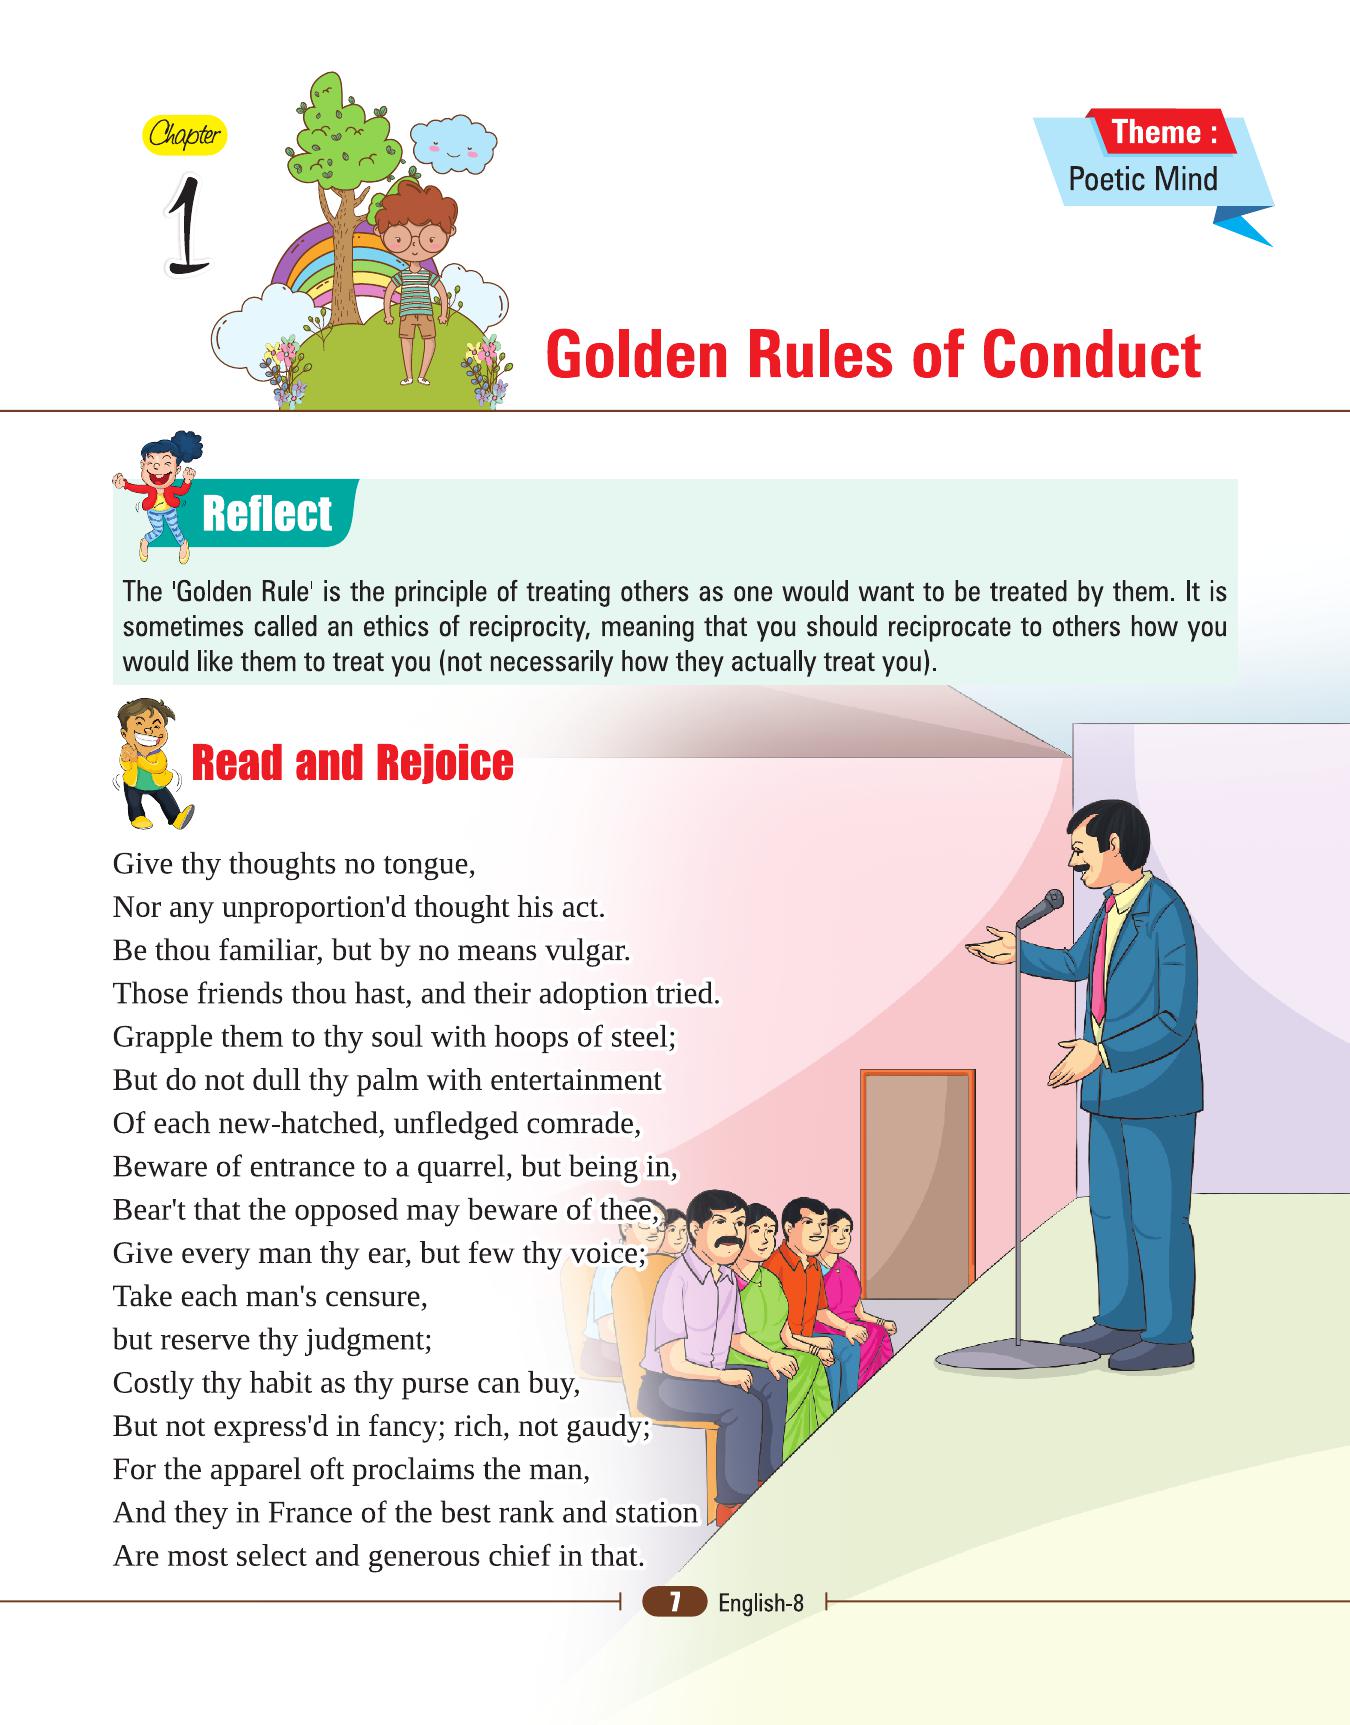 Chapter
1
Theme :
Poetic Mind
Golden Rules of Conduct
Reflect
The 'Golden Rule' is the principle of treating others as one would want to be treated by them. It is
sometimes called an ethics of reciprocity, meaning that you should reciprocate to others how you
would like them to treat you (not necessarily how they actually treat you).
Read and Rejoice
Give thy thoughts no tongue,
Nor any unproportion'd thought his act.
Be thou familiar, but by no means vulgar.
Those friends thou hast, and their adoption tried.
Grapple them to thy soul with hoops of steel;
But do not dull thy palm with entertainment
Of each new-hatched, unfledged comrade,
Beware of entrance to a quarrel, but being in,
Bear't that the opposed may beware of thee,
Give every man thy ear, but few thy voice;
Take each man's censure,
but reserve thy judgment;
Costly thy habit as thy purse can buy,
But not express'd in fancy; rich, not gaudy;
For the apparel oft proclaims the man,
And they in France of the best rank and station
Are most select and generous chief in that.
7 English-8